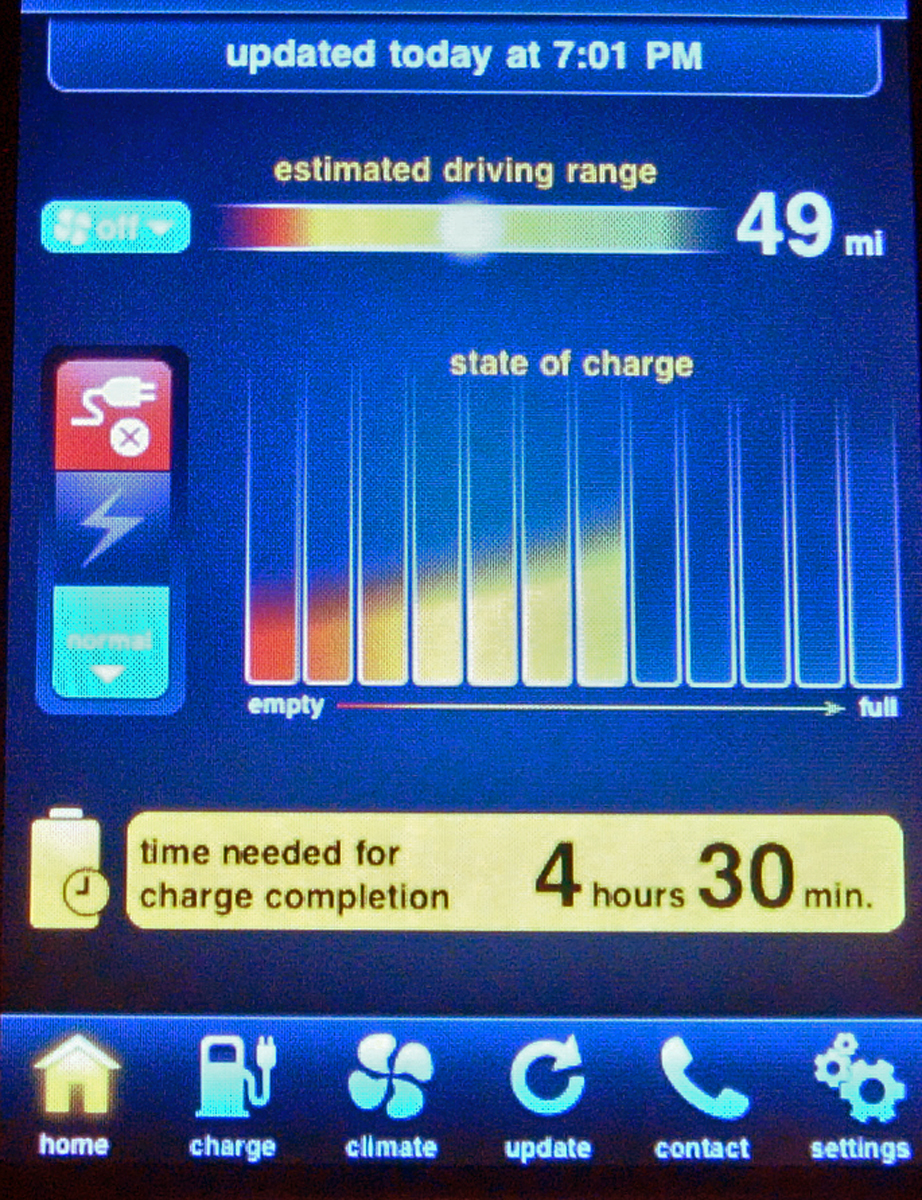 updated today at 7:01 PM
estimated driving range
off
49 mi
state of charge
normal
empty
full
time needed for
charge completion
4 hours 30 min.
home
charge
climate
update
contact
settings